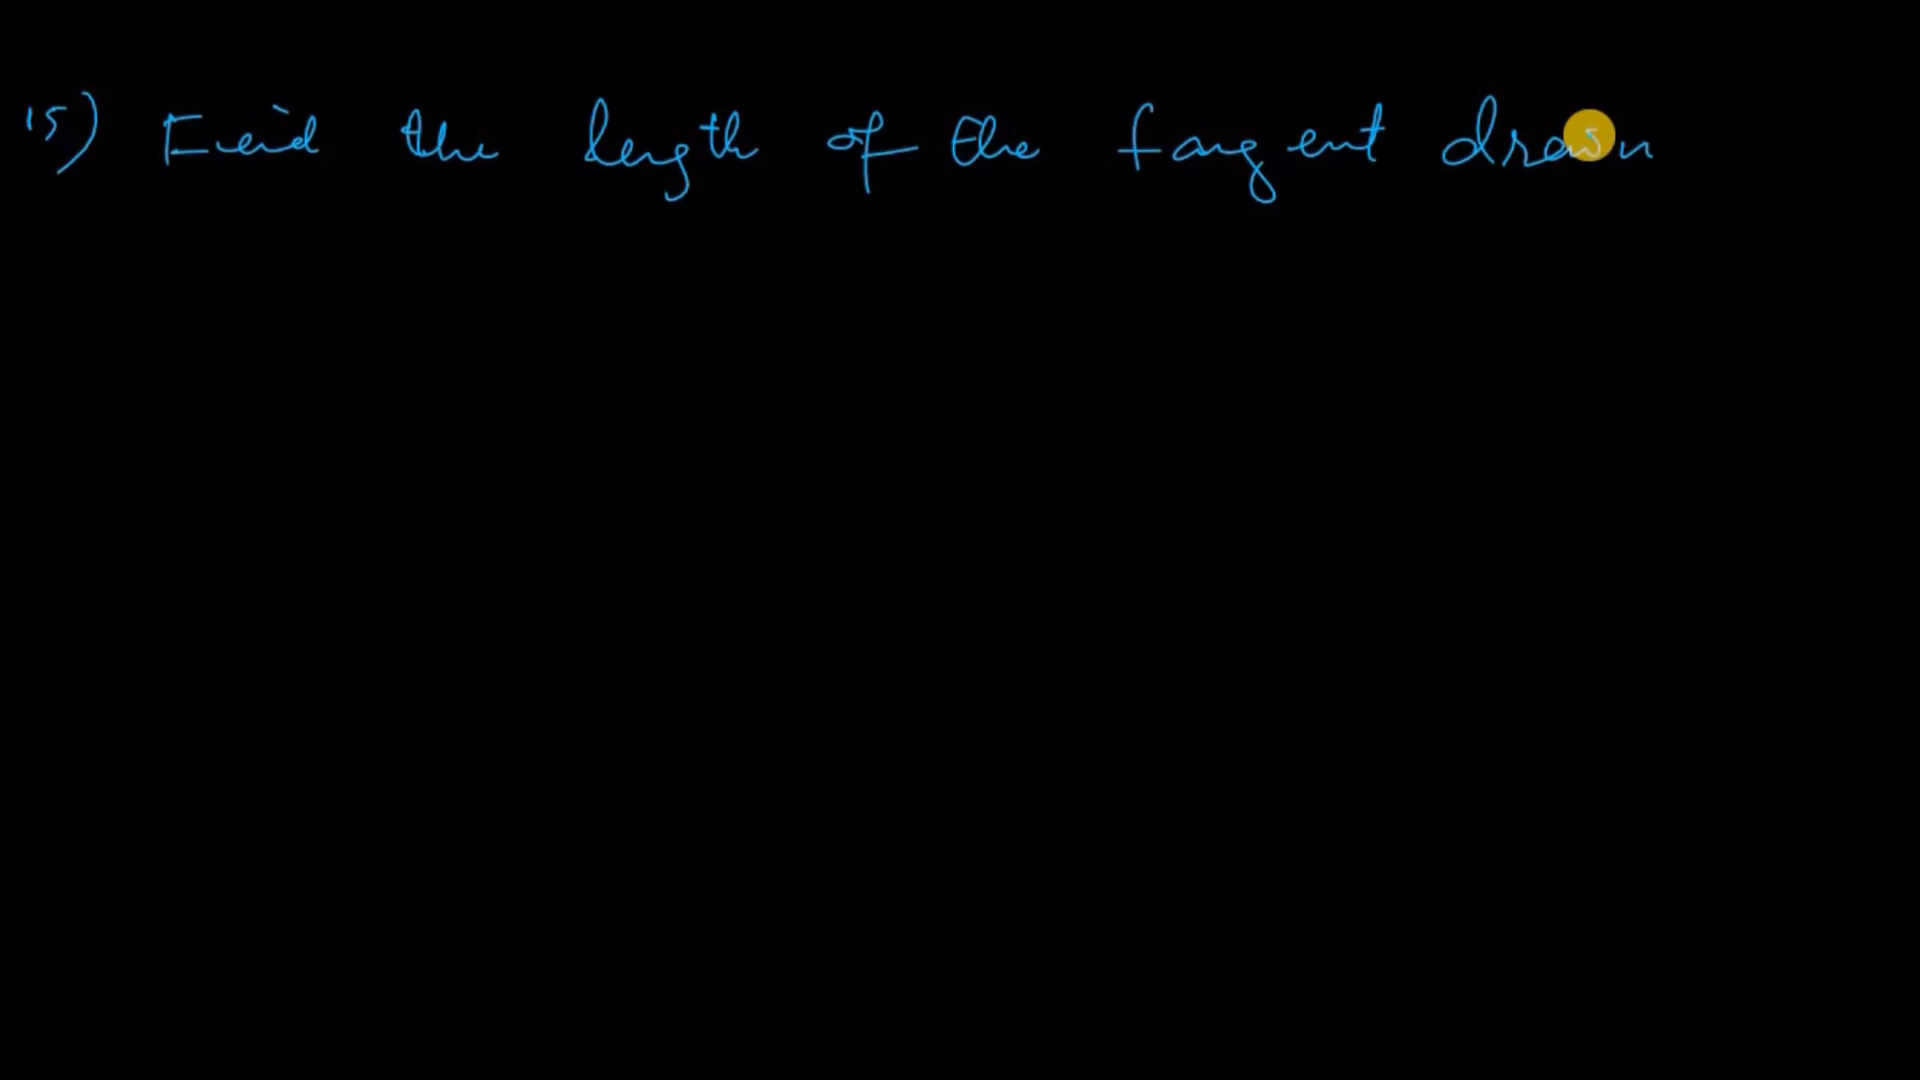 15) Find the length of the tangent drawn